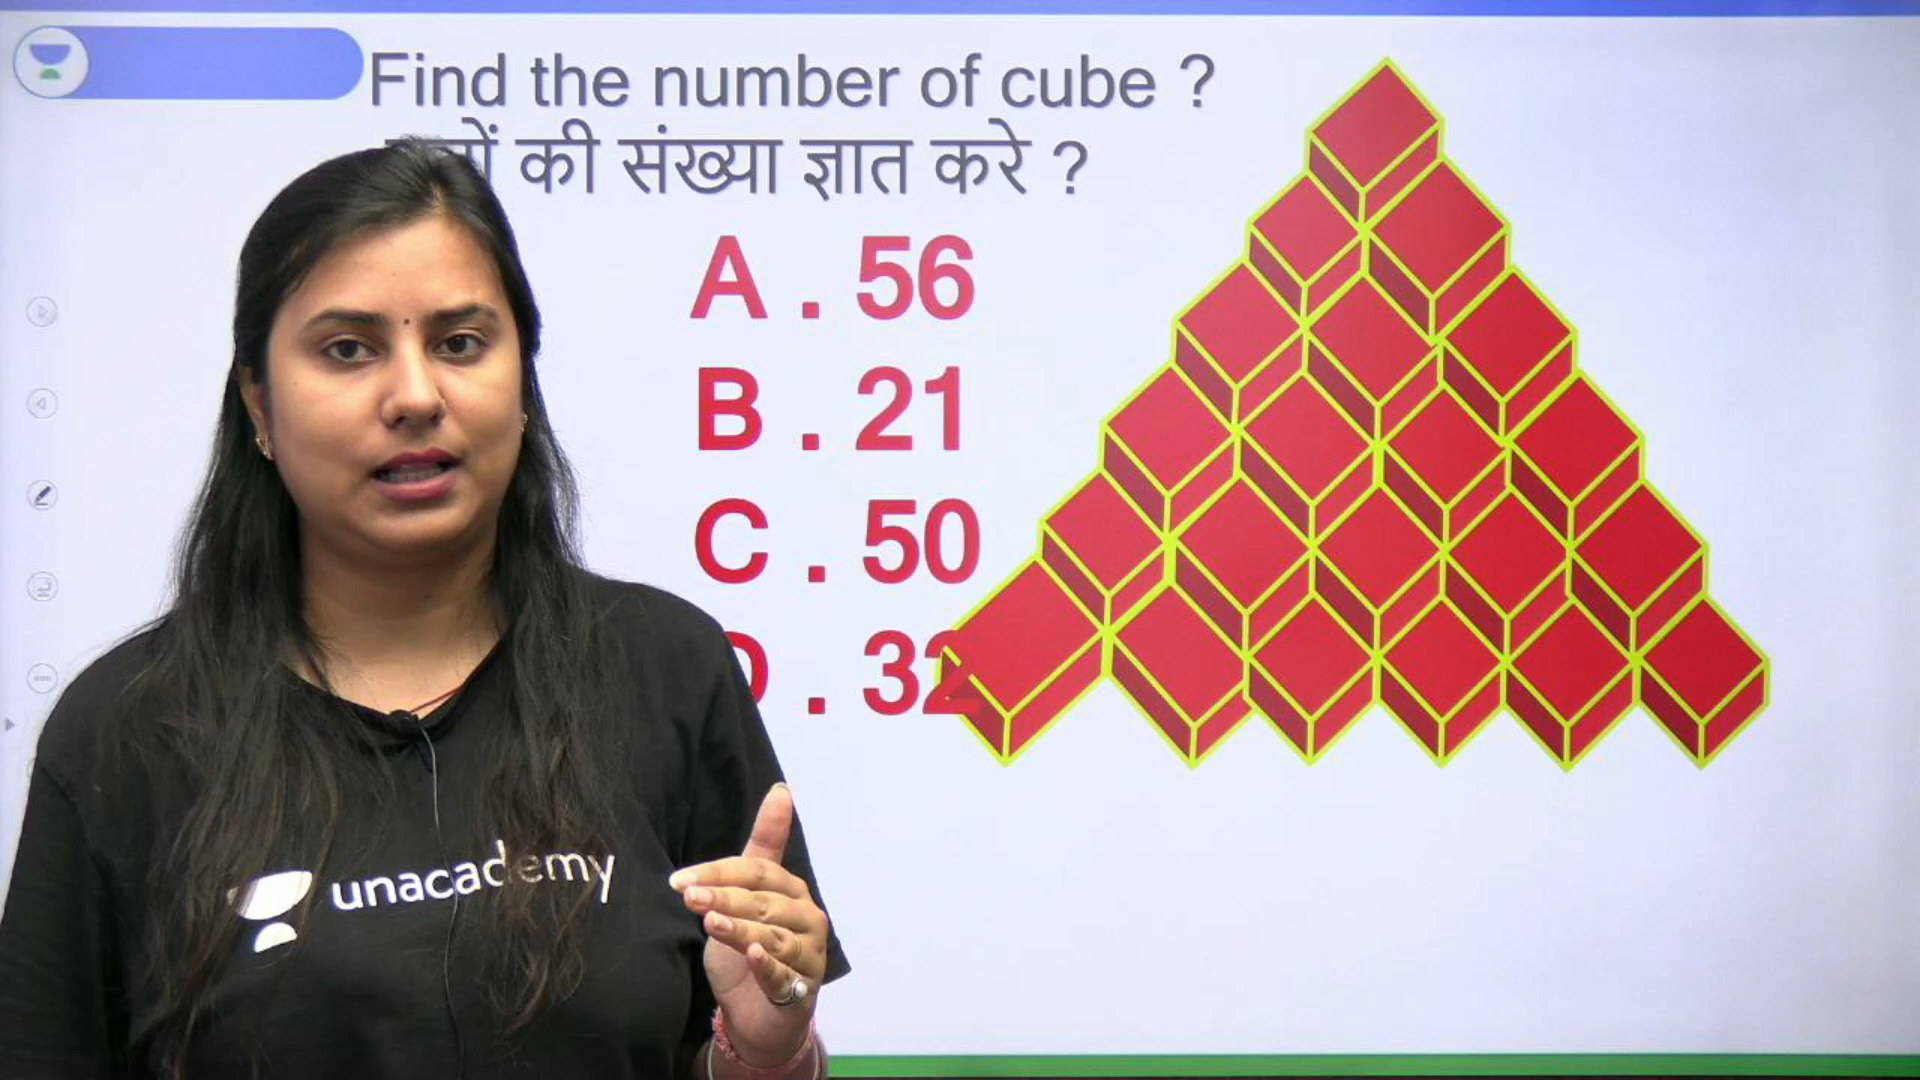 Find the number of cube ?
की संख्या ज्ञात करे ?
A . 56
B . 21
C . 50
D . 32
unacademy